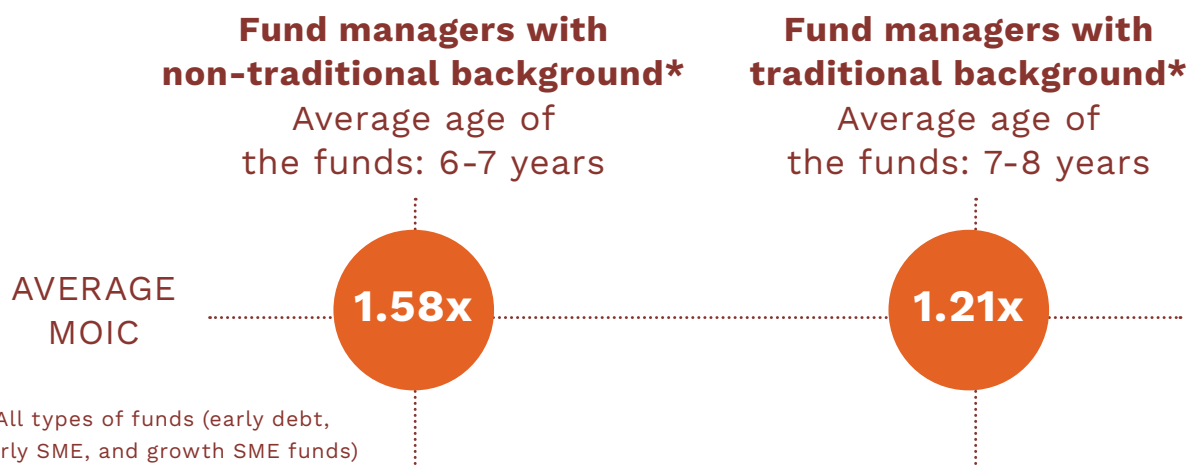 Fund managers with
non-traditional background*
Average age of
the funds: 6-7 years
Fund managers with
traditional background*
Average age of
the funds: 7-8 years
AVERAGE
MOIC
1.58x
1.21x
All types of funds (early debt,
rly SME, and growth SME funds)